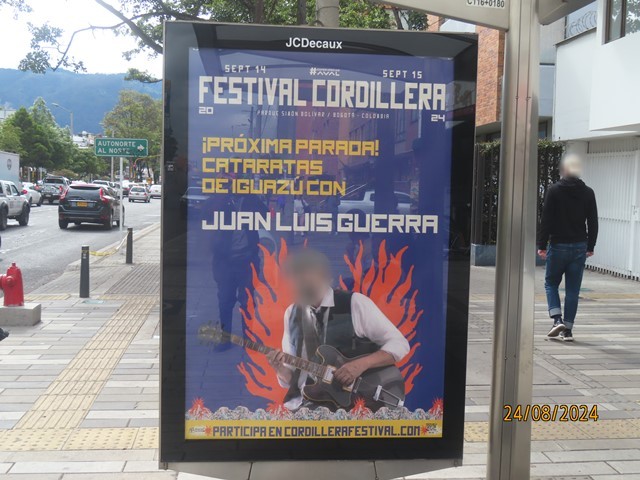 C116+0180
JCDecaux
SEPT 14
#AVAL
SEPT 15
FESTIVAL CORDILLERA
20
PARQUE SIMÓN BOLÍVAR / BOGOTÁ - COLOMBIA
24
¡PRÓXIMA PARADA!
CATARATAS
DE IGUAZÚ CON
JUAN LUIS GUERRA
PARTICIPA EN CORDILLERAFESTIVAL.COM
AUTONORTE
AL NORTE
24/08/2024